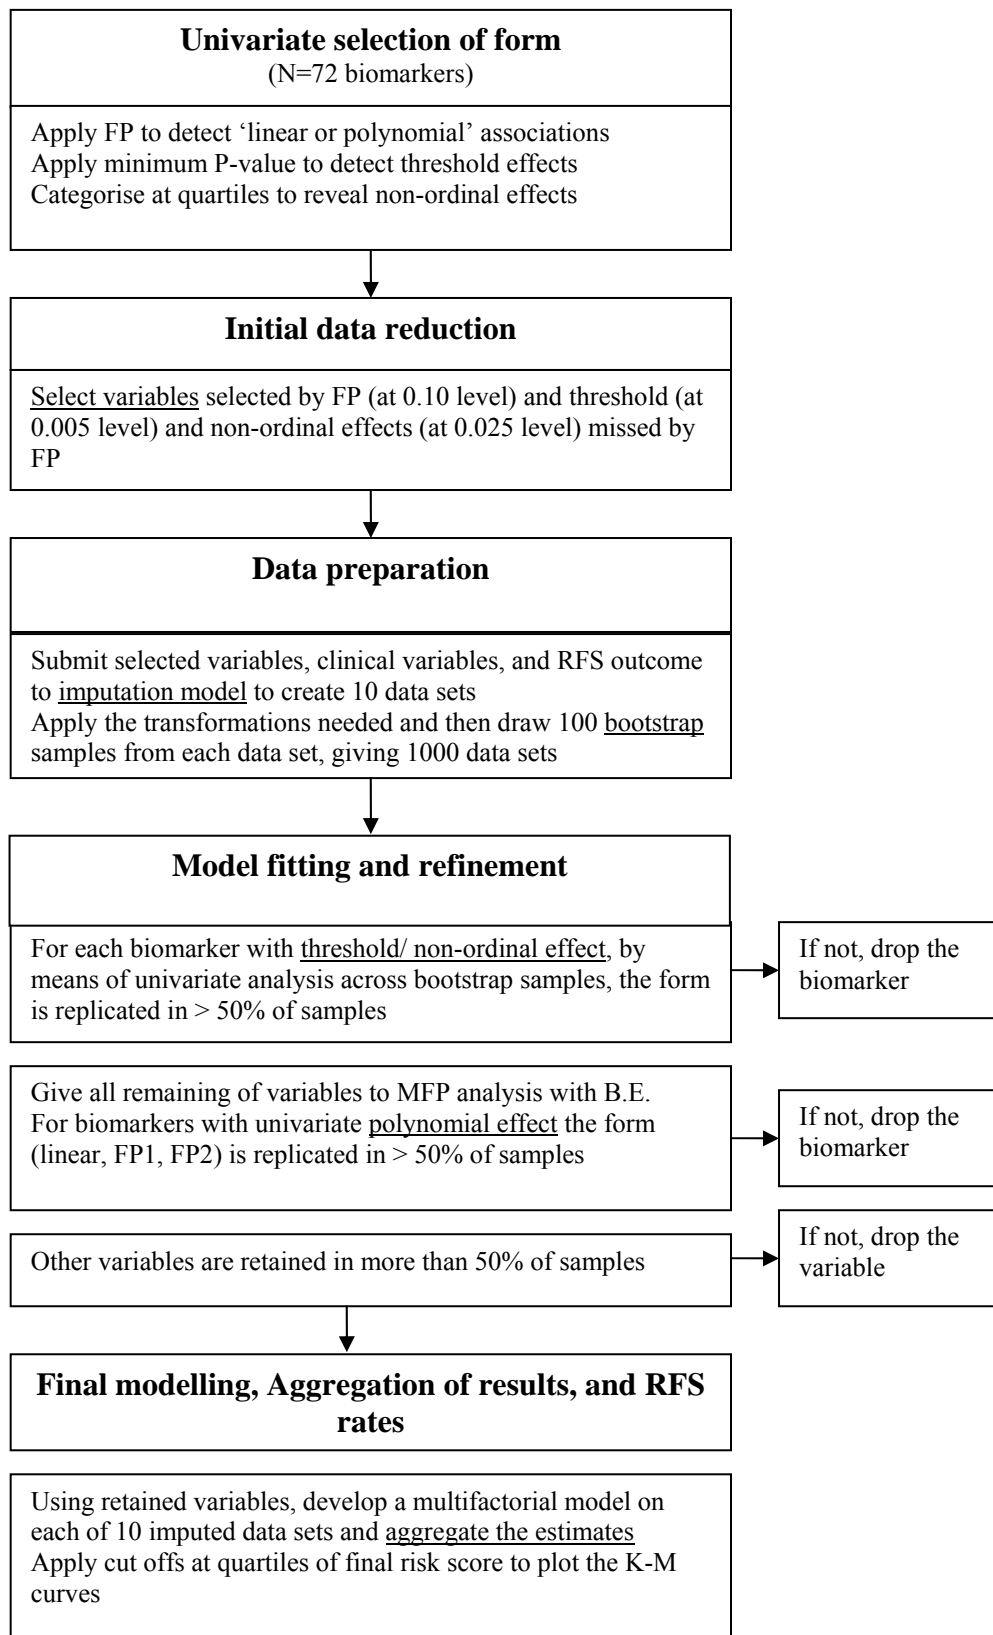 Univariate selection of form
(N=72 biomarkers)
Apply FP to detect ‘linear or polynomial’ associations
Apply minimum P-value to detect threshold effects
Categorise at quartiles to reveal non-ordinal effects
Initial data reduction
Select variables selected by FP (at 0.10 level) and threshold (at
0.005 level) and non-ordinal effects (at 0.025 level) missed by
FP
Data preparation
Submit selected variables, clinical variables, and RFS outcome
to imputation model to create 10 data sets
Apply the transformations needed and then draw 100 bootstrap
samples from each data set, giving 1000 data sets
Model fitting and refinement
For each biomarker with threshold/ non-ordinal effect, by
means of univariate analysis across bootstrap samples, the form
is replicated in > 50% of samples
If not, drop the
biomarker
Give all remaining of variables to MFP analysis with B.E.
For biomarkers with univariate polynomial effect the form
(linear, FP1, FP2) is replicated in > 50% of samples
If not, drop the
biomarker
Other variables are retained in more than 50% of samples
If not, drop the
variable
Final modelling, Aggregation of results, and RFS
rates
Using retained variables, develop a multifactorial model on
each of 10 imputed data sets and aggregate the estimates
Apply cut offs at quartiles of final risk score to plot the K-M
curves